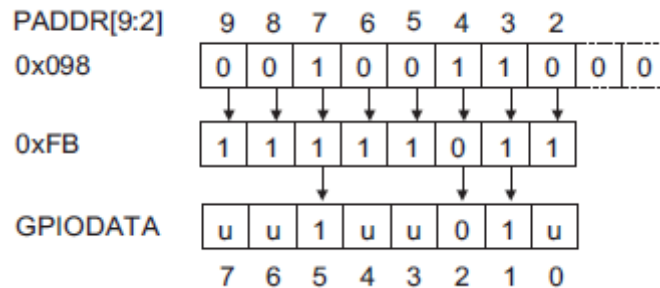 PADDR[9:2] 9 8 7 6 5 4 3 2
0x098 0 0 1 0 0 1 1 0 0 0
0xFB 1 1 1 1 1 0 1 1
GPIODATA u u 1 u u 0 1 u
7 6 5 4 3 2 1 0